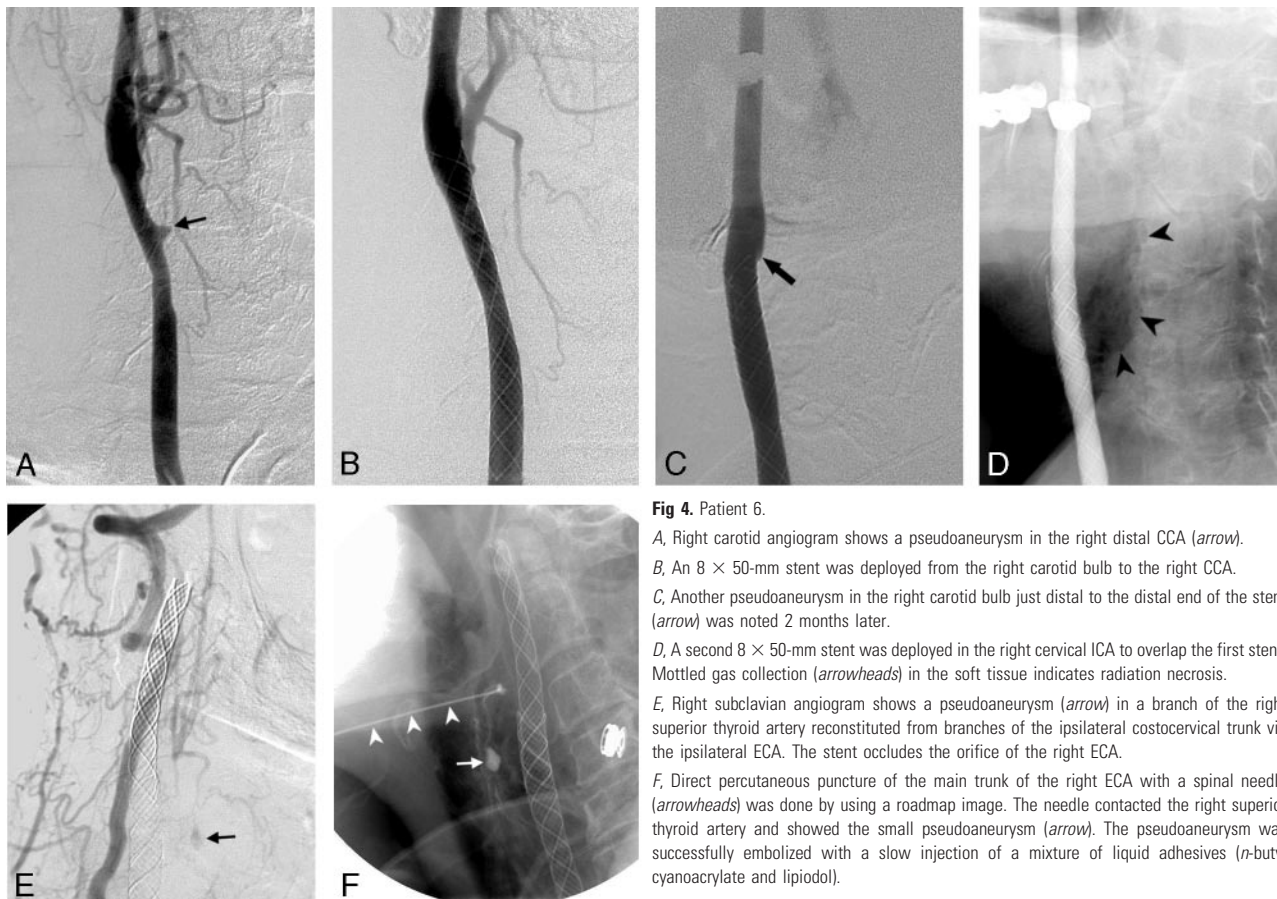 A
B
C
D
E
F
Fig 4. Patient 6.
A, Right carotid angiogram shows a pseudoaneurysm in the right distal CCA (arrow).
B, An 8 × 50-mm stent was deployed from the right carotid bulb to the right CCA.
C, Another pseudoaneurysm in the right carotid bulb just distal to the distal end of the sten
(arrow) was noted 2 months later.
D, A second 8 × 50-mm stent was deployed in the right cervical ICA to overlap the first sten
Mottled gas collection (arrowheads) in the soft tissue indicates radiation necrosis.
E, Right subclavian angiogram shows a pseudoaneurysm (arrow) in a branch of the righ
superior thyroid artery reconstituted from branches of the ipsilateral costocervical trunk vi
the ipsilateral ECA. The stent occludes the orifice of the right ECA.
F, Direct percutaneous puncture of the main trunk of the right ECA with a spinal needl
(arrowheads) was done by using a roadmap image. The needle contacted the right superio
thyroid artery and showed the small pseudoaneurysm (arrow). The pseudoaneurysm wa
successfully embolized with a slow injection of a mixture of liquid adhesives (n-buty
cyanoacrylate and lipiodol).